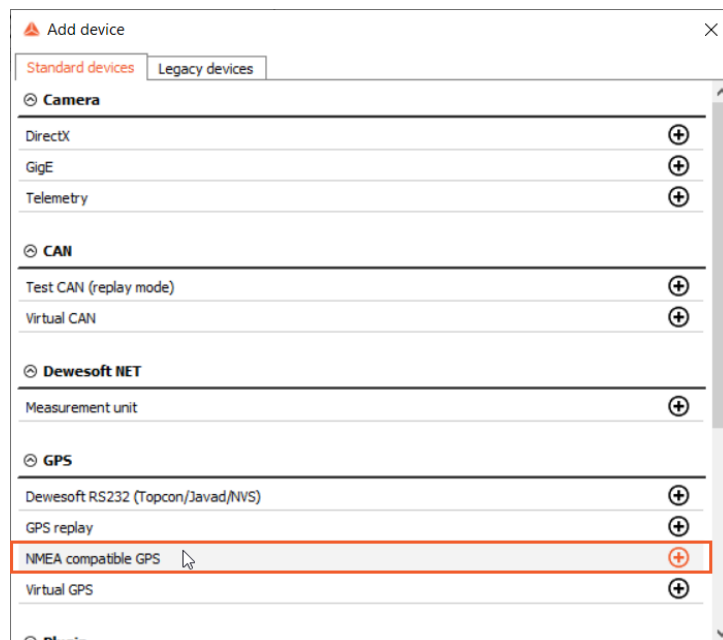 Add device
Standard devices
Legacy devices
Camera
DirectX
GigE
Telemetry
CAN
Test CAN (replay mode)
Virtual CAN
Dewesoft NET
Measurement unit
GPS
Dewesoft RS232 (Topcon/Javad/NVS)
GPS replay
NMEA compatible GPS
Virtual GPS